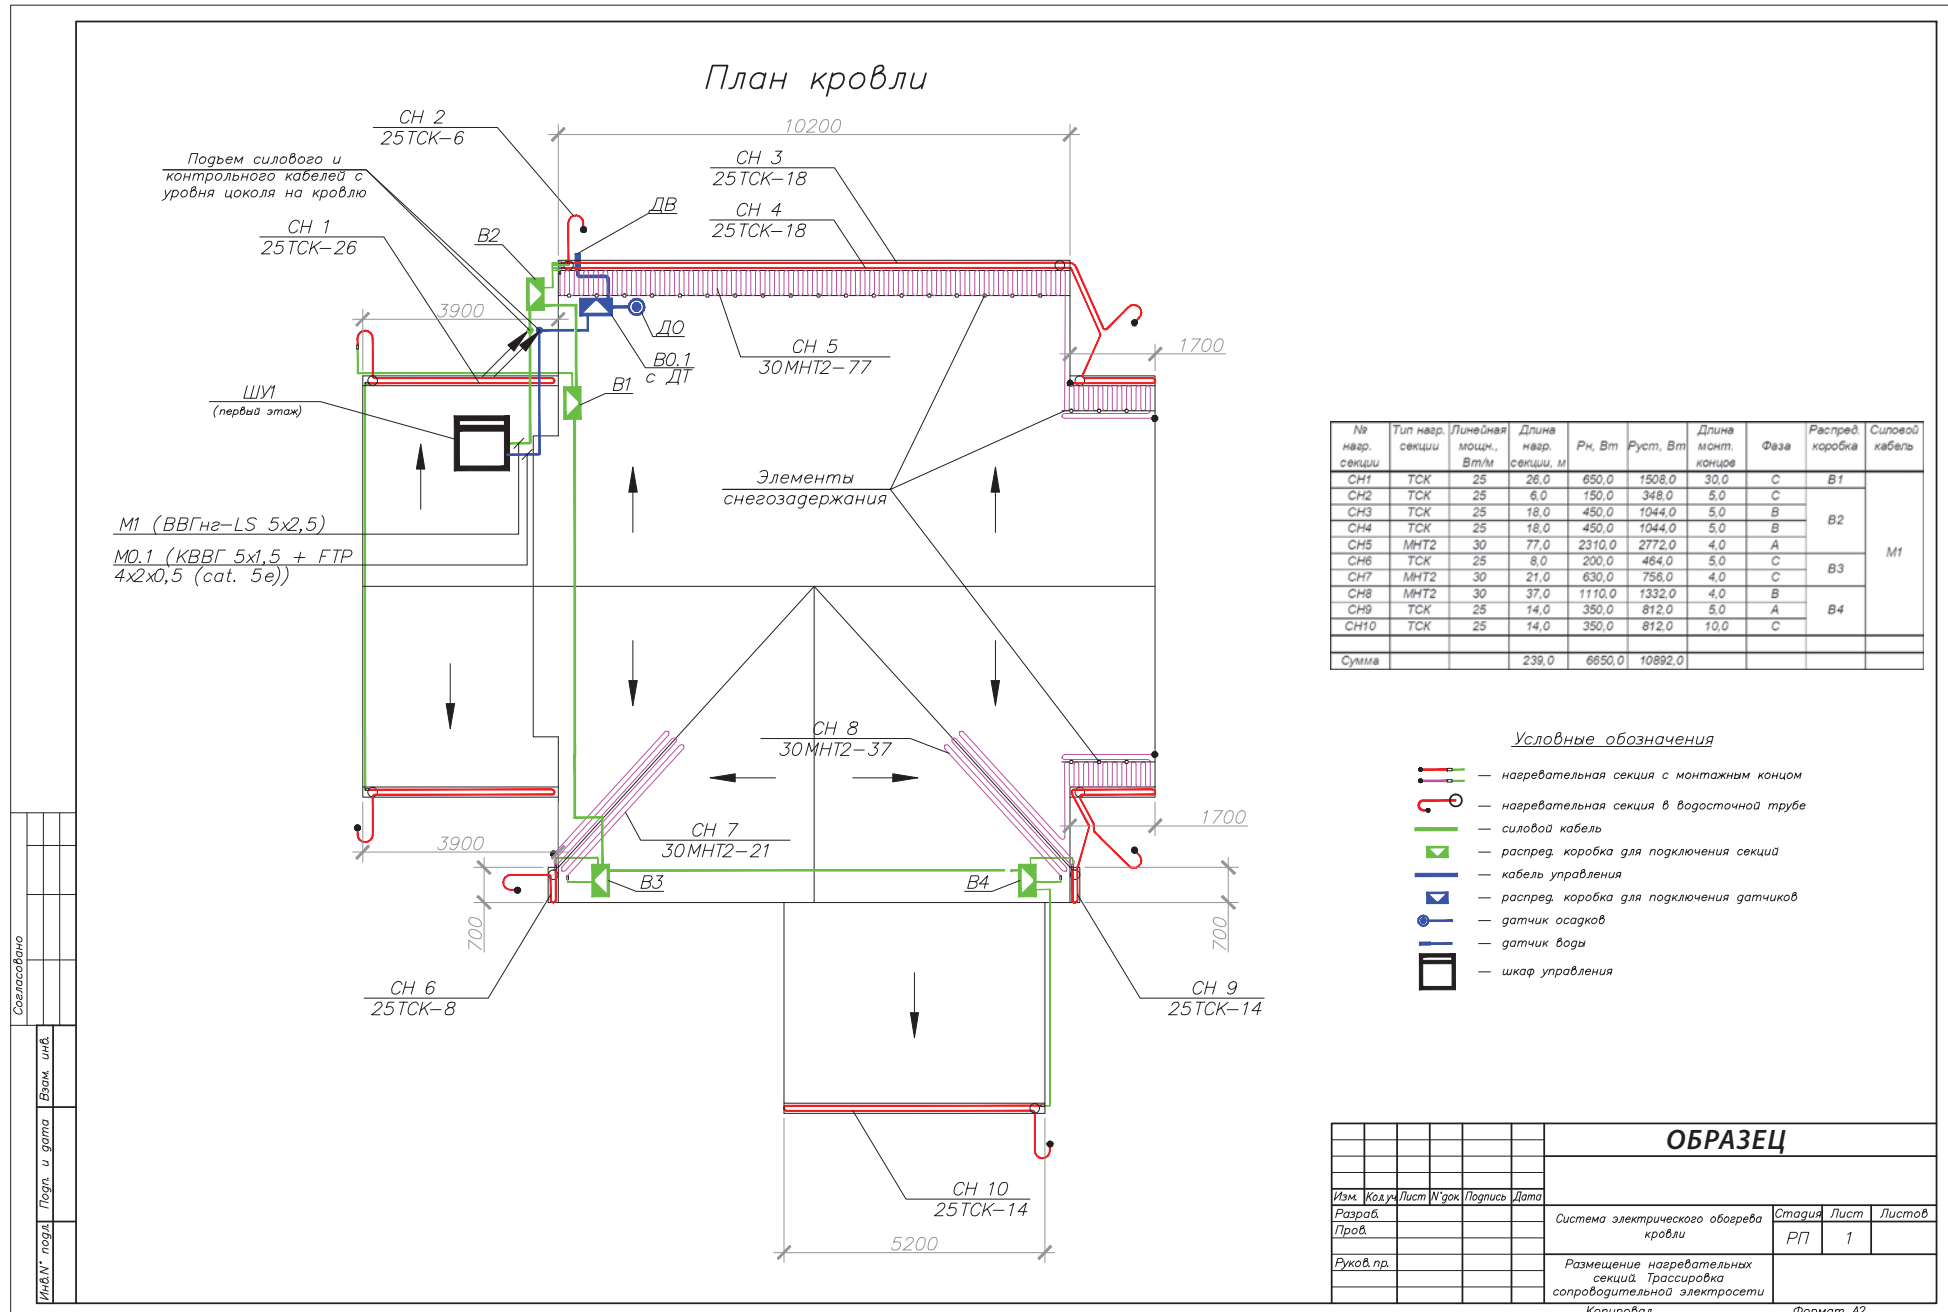 План кровли
10200
СН 2
25ТСК-6
Подъем силового и
контрольного кабелей с
уровня цоколя на кровлю
СН 1
25ТСК-26
СН 3
25ТСК-18
СН 4
25ТСК-18
ДВ
В2
3900
ДО
В0.1
с ДТ
СН 5
30МНТ2-77
1700
ШУ1
(первый этаж)
В1
Элементы
снегозадержания
М1 (ВВГнг-LS 5х2,5)
М0.1 (КВВГ 5х1,5 + FTP
4х2х0,5 (cat. 5e))
СН 8
30МНТ2-37
СН 7
30МНТ2-21
3900
1700
В3
В4
700
700
СН 6
25ТСК-8
СН 9
25ТСК-14
СН 10
25ТСК-14
5200
№ нагр. секции Тип нагр. секции Линейная мощн., Вт/м Длина нагр. секции, м Рн, Вт Руст, Вт Длина монт. концов Фаза Распред. коробка Силовой кабель
СН1 ТСК 25 26,0 650,0 1508,0 30,0 С В1
СН2 ТСК 25 6,0 150,0 348,0 5,0 С
СН3 ТСК 25 18,0 450,0 1044,0 5,0 В
В2
СН4 ТСК 25 18,0 450,0 1044,0 5,0 В
СН5 МНТ2 30 77,0 2310,0 2772,0 4,0 А
М1
СН6 ТСК 25 8,0 200,0 464,0 5,0 С
В3
СН7 МНТ2 30 21,0 630,0 756,0 4,0 С
СН8 МНТ2 30 37,0 1110,0 1332,0 4,0 В
СН9 ТСК 25 14,0 350,0 812,0 5,0 А В4
СН10 ТСК 25 14,0 350,0 812,0 10,0 С
Сумма 239,0 6650,0 10892,0
Условные обозначения
— нагревательная секция с монтажным концом
— нагревательная секция в водосточной трубе
— силовой кабель
— распред. коробка для подключения секций
— кабель управления
— распред. коробка для подключения датчиков
— датчик осадков
— датчик воды
— шкаф управления
Согласовано
Взам. инв.
Подп. и дата
Инв.N° подл.
ОБРАЗЕЦ
Изм. Кол.уч Лист N°док Подпись Дата
Разраб.
Пров.
Руков. пр.
Система электрического обогрева
кровли
Стадия Лист Листов
РП 1
Размещение нагревательных
секций. Трассировка
сопроводительной электросети
Копировал
Формат А2